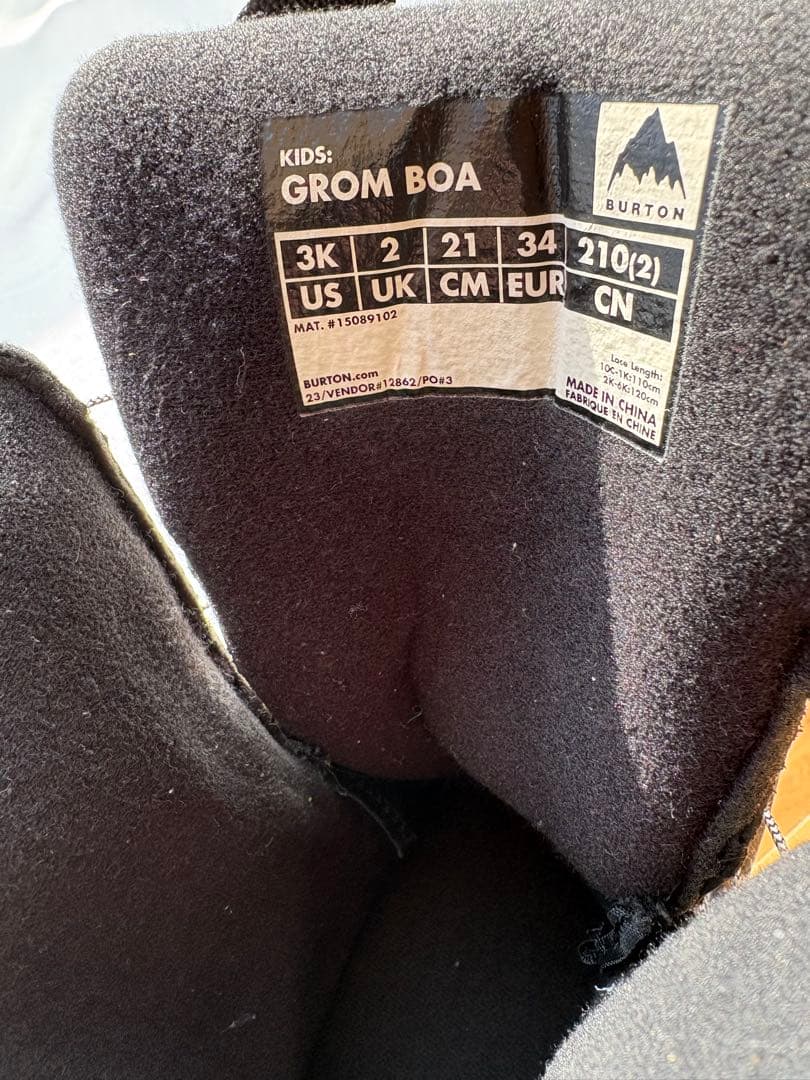 KIDS:
GROM BOA
BURTON
3K 2 21 34 210(2)
US UK CM EUR CN
MAT. #15089102
Lace Length:
10C-1K:110cm
2K-6K:120cm
BURTON.com
23/VENDOR#12862/PO#3
MADE IN CHINA
FABRIQUE EN CHINE